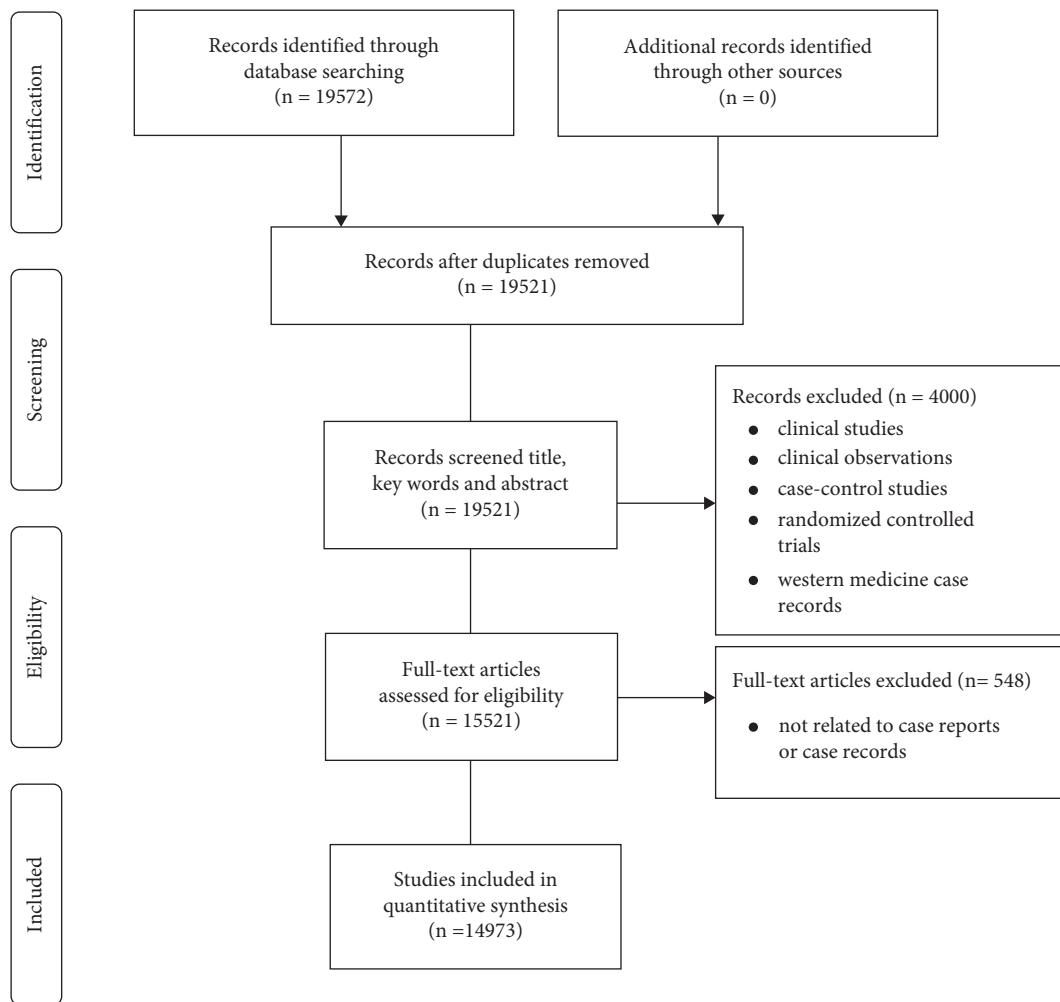 Identification
Records identified through
database searching
(n = 19572)
Additional records identified
through other sources
(n = 0)
Records after duplicates removed
(n = 19521)
Screening
Records screened title,
key words and abstract
(n = 19521)
Records excluded (n = 4000)
• clinical studies
• clinical observations
• case-control studies
• randomized controlled
trials
• western medicine case
records
Eligibility
Full-text articles
assessed for eligibility
(n = 15521)
Full-text articles excluded (n= 548)
• not related to case reports
or case records
Included
Studies included in
quantitative synthesis
(n =14973)